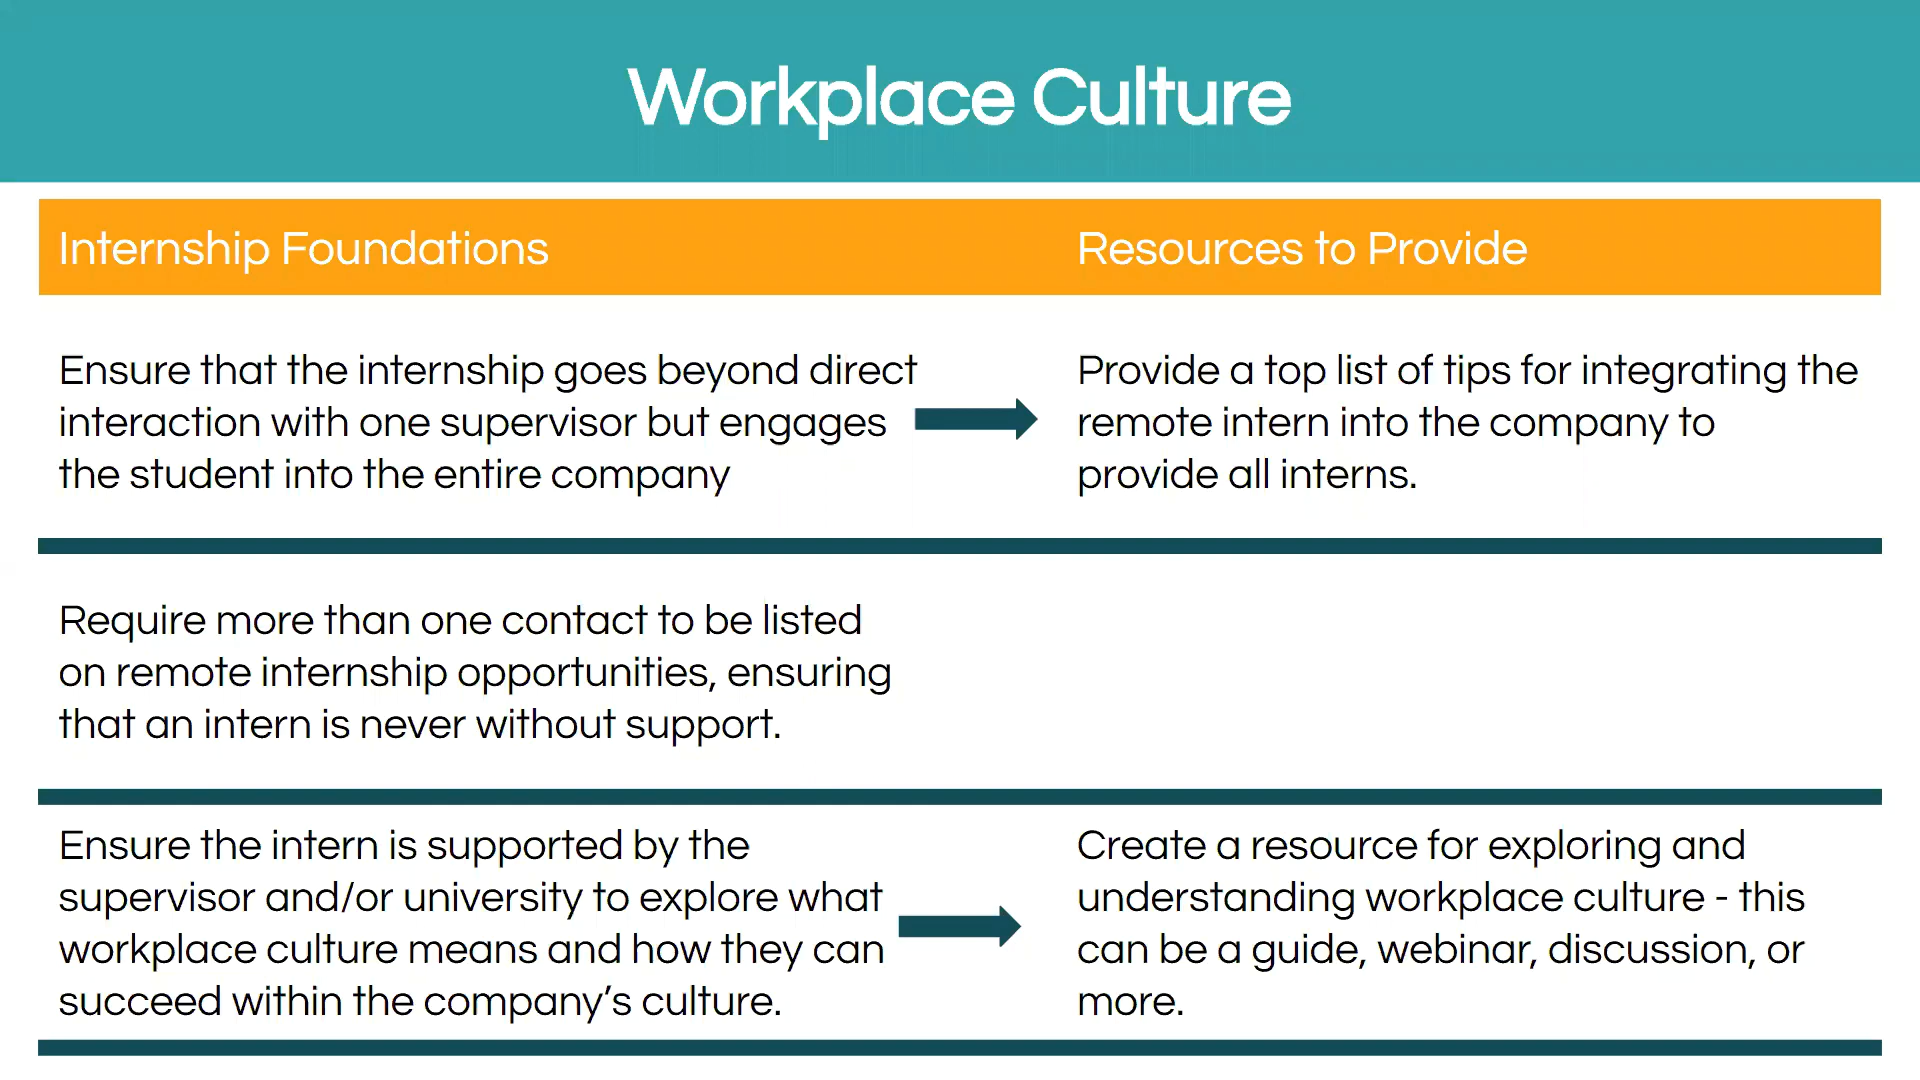 Workplace Culture
Internship Foundations
Resources to Provide
Ensure that the internship goes beyond direct
interaction with one supervisor but engages
the student into the entire company
Provide a top list of tips for integrating the
remote intern into the company to
provide all interns.
Require more than one contact to be listed
on remote internship opportunities, ensuring
that an intern is never without support.
Ensure the intern is supported by the
supervisor and/or university to explore what
workplace culture means and how they can
succeed within the company’s culture.
Create a resource for exploring and
understanding workplace culture - this
can be a guide, webinar, discussion, or
more.